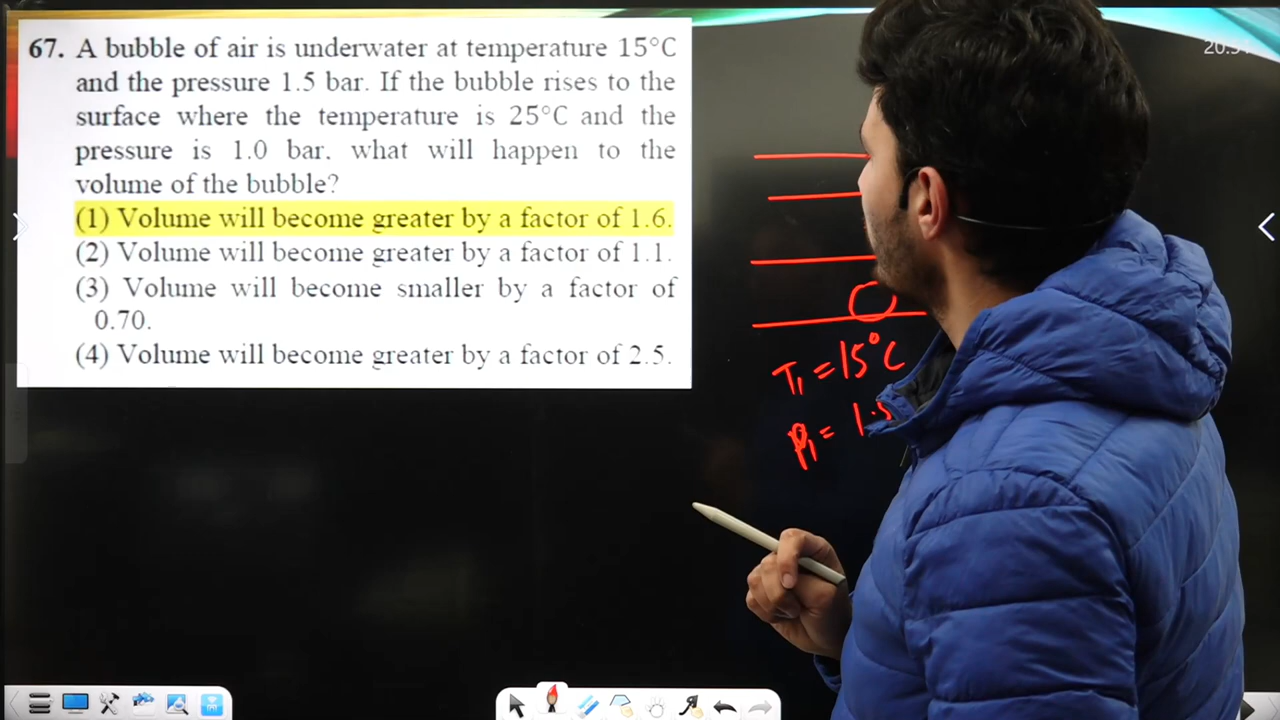 67. A bubble of air is underwater at temperature 15°C
and the pressure 1.5 bar. If the bubble rises to the
surface where the temperature is 25°C and the
pressure is 1.0 bar. what will happen to the
volume of the bubble?
(1) Volume will become greater by a factor of 1.6.
(2) Volume will become greater by a factor of 1.1.
(3) Volume will become smaller by a factor of
0.70.
(4) Volume will become greater by a factor of 2.5.
T₁ = 15°C
P₁ = 1.5